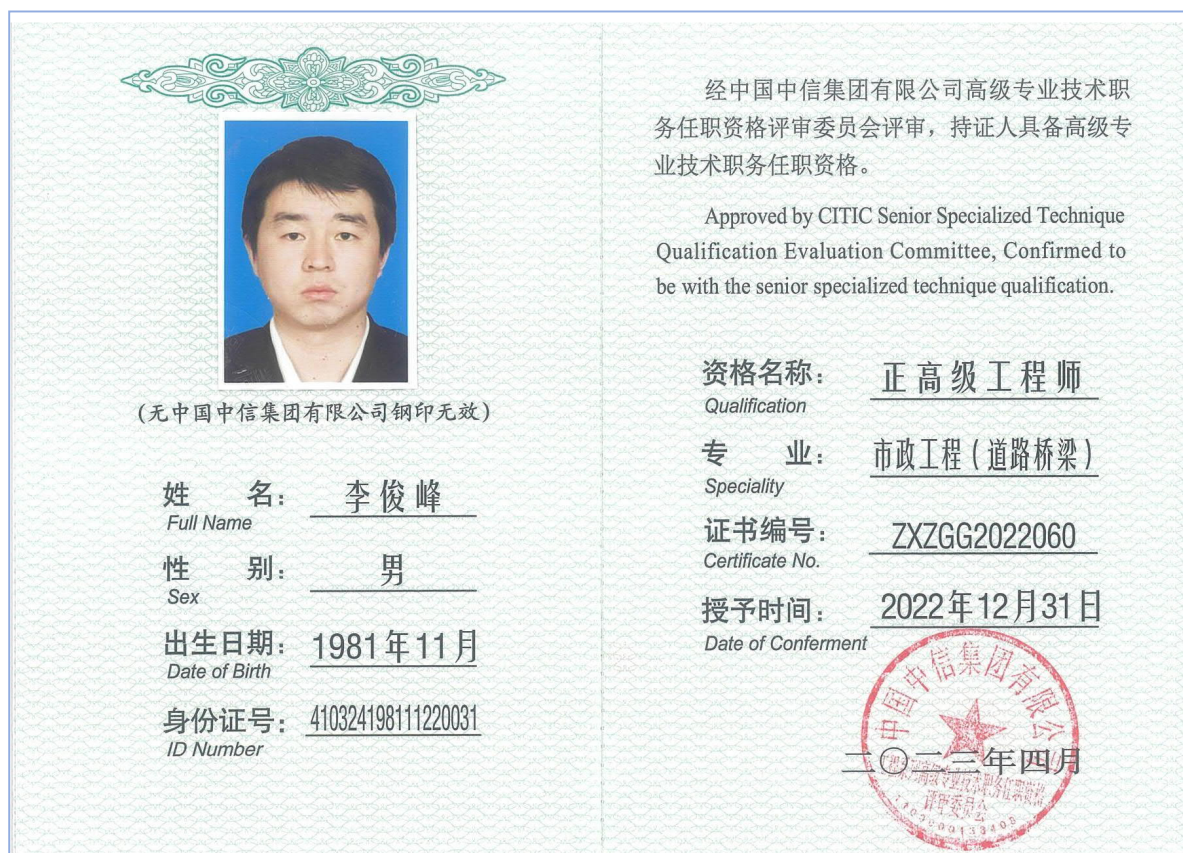 (无中国中信集团有限公司钢印无效)
姓 名: 李俊峰
Full Name
性 别: 男
Sex
出生日期: 1981年11月
Date of Birth
身份证号: 410324198111220031
ID Number
经中国中信集团有限公司高级专业技术职
务任职资格评审委员会评审，持证人具备高级专
业技术职务任职资格。
Approved by CITIC Senior Specialized Technique
Qualification Evaluation Committee, Confirmed to
be with the senior specialized technique qualification.
资格名称: 正高级工程师
Qualification
专 业: 市政工程(道路桥梁)
Speciality
证书编号: ZXZGG2022060
Certificate No.
授予时间: 2022年12月31日
Date of Conferment
中国中信集团有限公司
二〇二三年四月
评审委员会